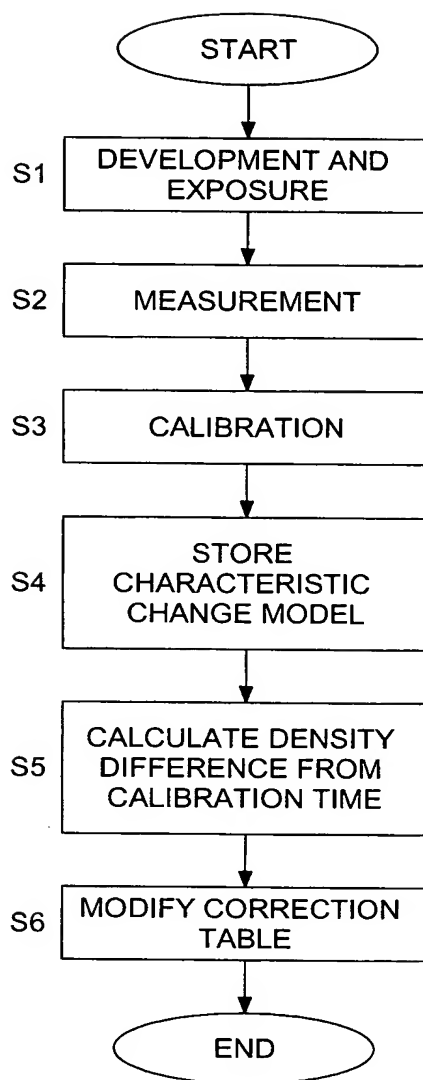 START
S1
DEVELOPMENT AND
EXPOSURE
S2
MEASUREMENT
S3
CALIBRATION
S4
STORE
CHARACTERISTIC
CHANGE MODEL
S5
CALCULATE DENSITY
DIFFERENCE FROM
CALIBRATION TIME
S6
MODIFY CORRECTION
TABLE
END